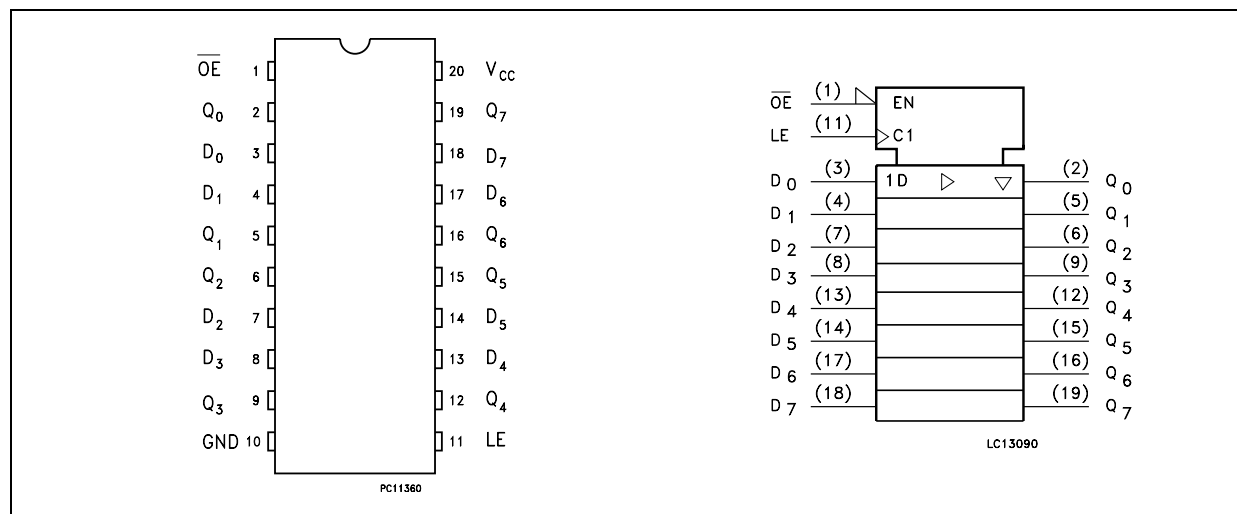 O̅E̅ 1 20 VCC
Q0 2 19 Q7
D0 3 18 D7
D1 4 17 D6
Q1 5 16 Q6
Q2 6 15 Q5
D2 7 14 D5
D3 8 13 D4
Q3 9 12 Q4
GND 10 11 LE
PC11360
O̅E̅ (1) EN
LE (11) C1
D0 (3) 1D (2) Q0
D1 (4) (5) Q1
D2 (7) (6) Q2
D3 (8) (9) Q3
D4 (13) (12) Q4
D5 (14) (15) Q5
D6 (17) (16) Q6
D7 (18) (19) Q7
LC13090